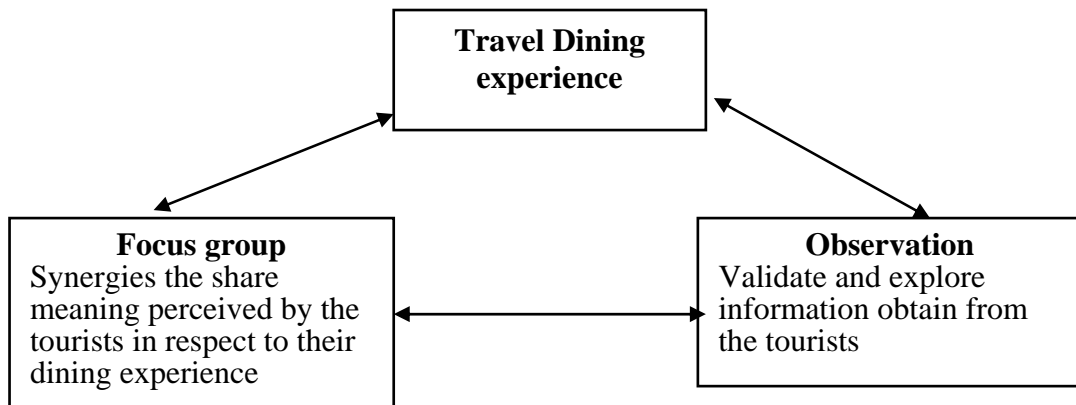 Travel Dining
experience
Focus group
Synergies the share
meaning perceived by the
tourists in respect to their
dining experience
Observation
Validate and explore
information obtain from
the tourists